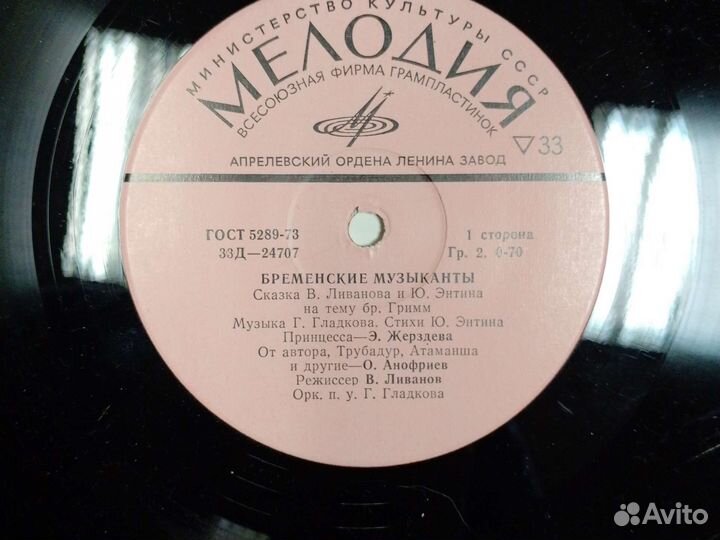 МИНИСТЕРСТВО КУЛЬТУРЫ СССР
МЕЛОДИЯ
ВСЕСОЮЗНАЯ ФИРМА ГРАМПЛАСТИНОК
▽33
АПРЕЛЕВСКИЙ ОРДЕНА ЛЕНИНА ЗАВОД
ГОСТ 5289-73
1 сторона
33Д—24707
Гр. 2. 0-70
БРЕМЕНСКИЕ МУЗЫКАНТЫ
Сказка В. Ливанова и Ю. Энтина
на тему бр. Гримм
Музыка Г. Гладкова. Стихи Ю. Энтина
Принцесса—Э. Жерздева
От автора, Трубадур, Атаманша
и другие—О. Анофриев
Режиссер В. Ливанов
Орк. п. у. Г. Гладкова
Avito